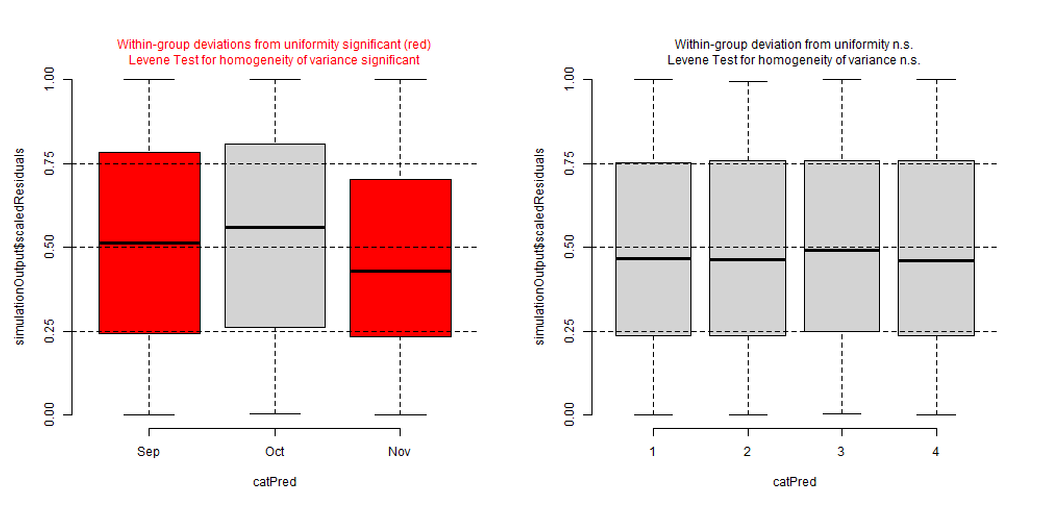 Within-group deviations from uniformity significant (red)
Levene Test for homogeneity of variance significant
simulationOutput$scaledResiduals
1.00
0.75
0.50
0.25
0.00
Sep Oct Nov
catPred
Within-group deviation from uniformity n.s.
Levene Test for homogeneity of variance n.s.
simulationOutput$scaledResiduals
1.00
0.75
0.50
0.25
0.00
1 2 3 4
catPred